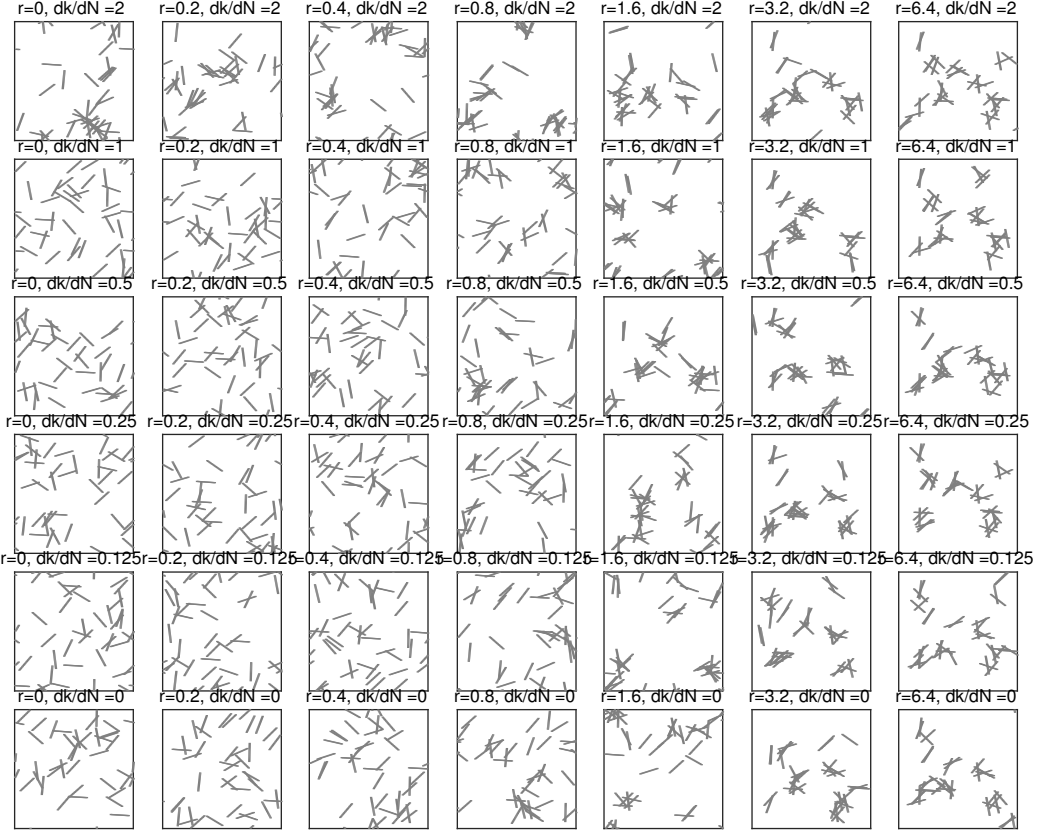 r=0, dk/dN =2 r=0.2, dk/dN =2 r=0.4, dk/dN =2 r=0.8, dk/dN =2 r=1.6, dk/dN =2 r=3.2, dk/dN =2 r=6.4, dk/dN =2
r=0, dk/dN =1 r=0.2, dk/dN =1 r=0.4, dk/dN =1 r=0.8, dk/dN =1 r=1.6, dk/dN =1 r=3.2, dk/dN =1 r=6.4, dk/dN =1
r=0, dk/dN =0.5 r=0.2, dk/dN =0.5 r=0.4, dk/dN =0.5 r=0.8, dk/dN =0.5 r=1.6, dk/dN =0.5 r=3.2, dk/dN =0.5 r=6.4, dk/dN =0.5
r=0, dk/dN =0.25 r=0.2, dk/dN =0.25 r=0.4, dk/dN =0.25 r=0.8, dk/dN =0.25 r=1.6, dk/dN =0.25 r=3.2, dk/dN =0.25 r=6.4, dk/dN =0.25
r=0, dk/dN =0.125 r=0.2, dk/dN =0.125 r=0.4, dk/dN =0.125 r=0.8, dk/dN =0.125 r=1.6, dk/dN =0.125 r=3.2, dk/dN =0.125 r=6.4, dk/dN =0.125
r=0, dk/dN =0 r=0.2, dk/dN =0 r=0.4, dk/dN =0 r=0.8, dk/dN =0 r=1.6, dk/dN =0 r=3.2, dk/dN =0 r=6.4, dk/dN =0